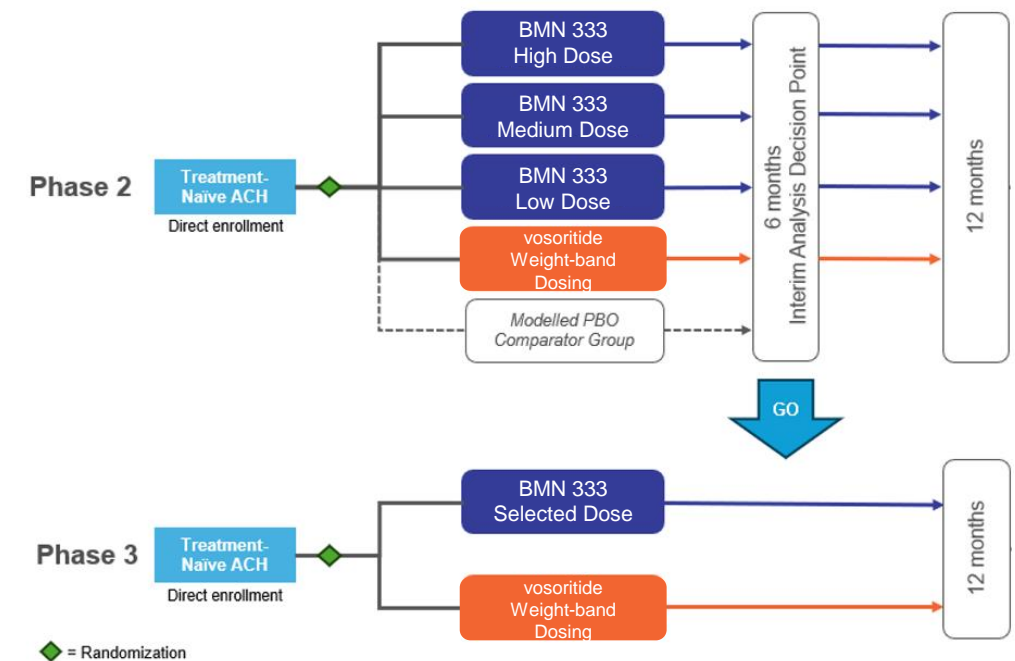 BMN 333
High Dose
BMN 333
Medium Dose
Phase 2
Treatment-
Naïve ACH
Direct enrollment
BMN 333
Low Dose
vosoritide
Weight-band
Dosing
Modelled PBO
Comparator Group
6 months
Interim Analysis Decision Point
12 months
GO
Phase 3
Treatment-
Naïve ACH
Direct enrollment
BMN 333
Selected Dose
vosoritide
Weight-band
Dosing
12 months
= Randomization